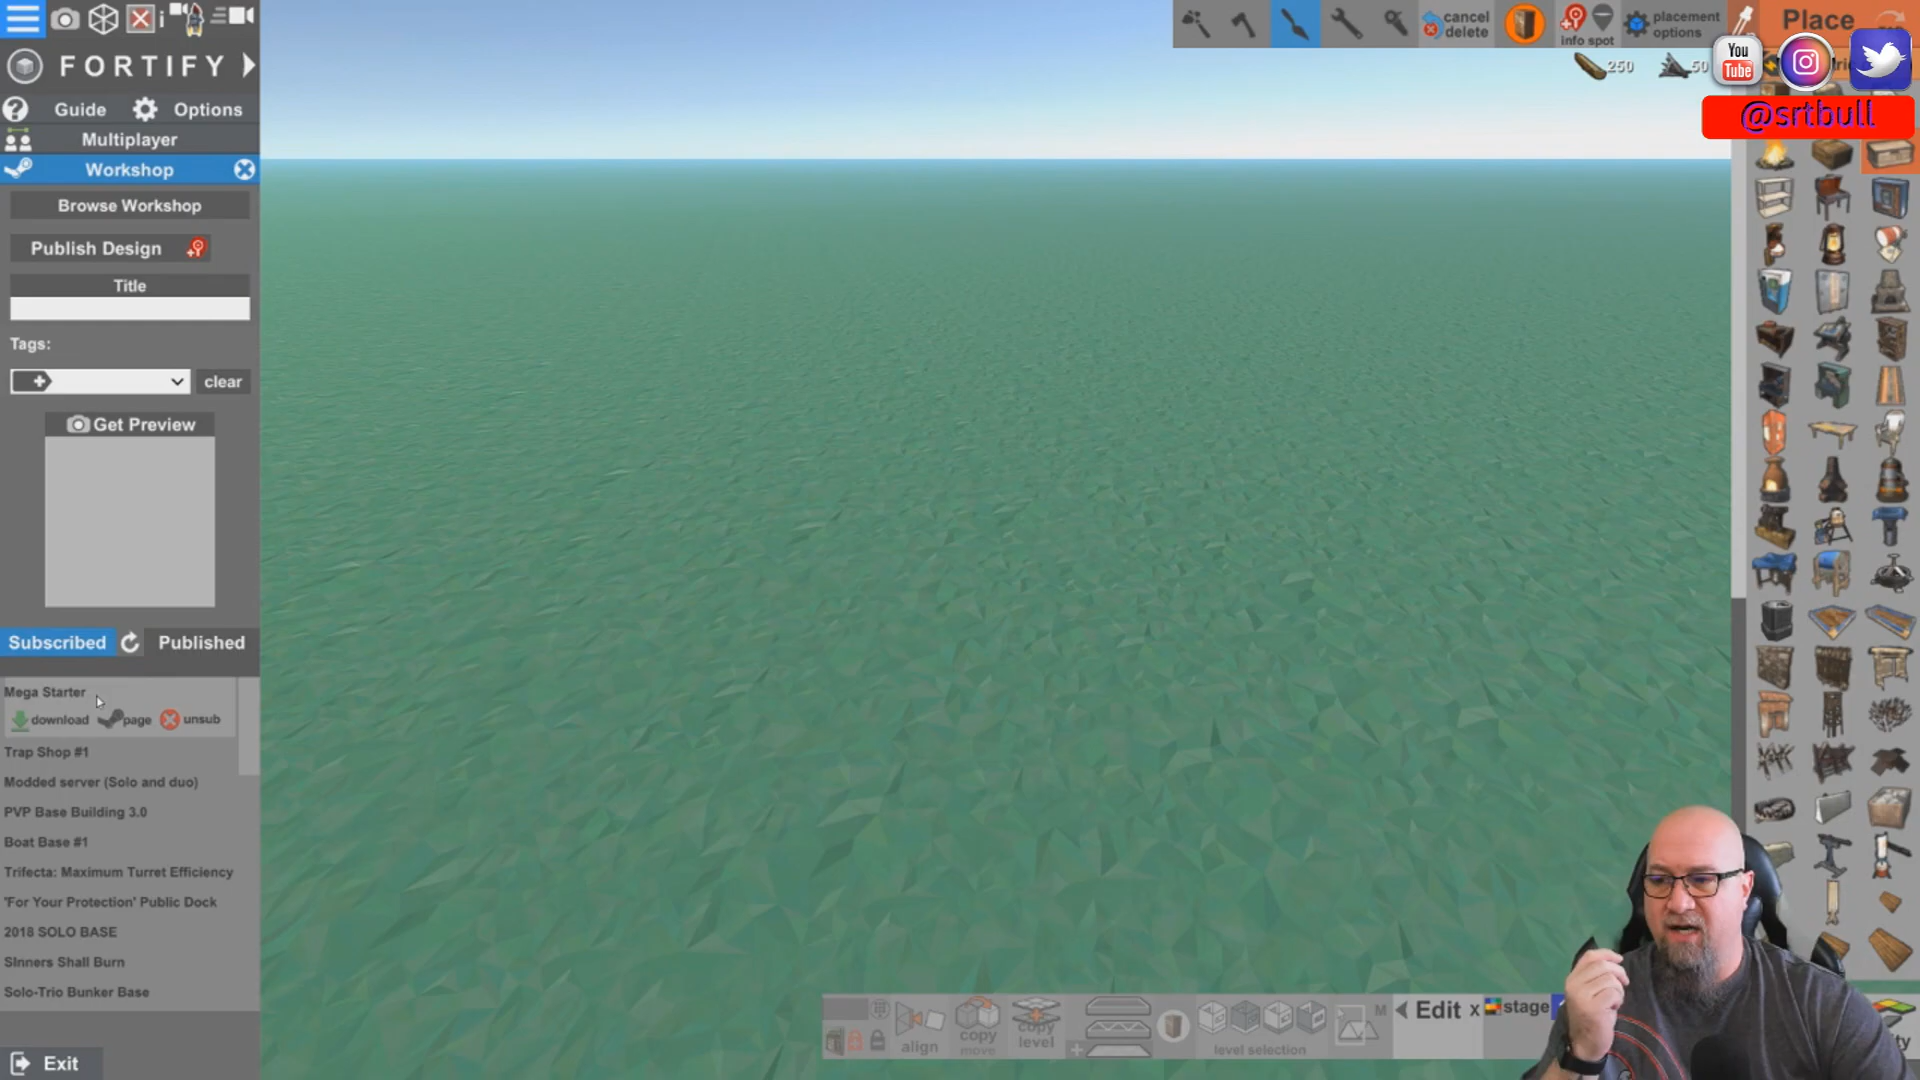 FORTIFY
Guide
Options
Multiplayer
Workshop
Browse Workshop
Publish Design
Title
Tags:
clear
Get Preview
Subscribed
Published
Mega Starter
download
page
unsub
Trap Shop #1
Modded server (Solo and duo)
PVP Base Building 3.0
Boat Base #1
Trifecta: Maximum Turret Efficiency
'For Your Protection' Public Dock
2018 SOLO BASE
SInners Shall Burn
Solo-Trio Bunker Base
Exit
cancel
delete
info spot
placement
options
Place
250
50
You
Tube
@srtbull
align
copy
move
copy
level
level selection
M
Edit
x
stage